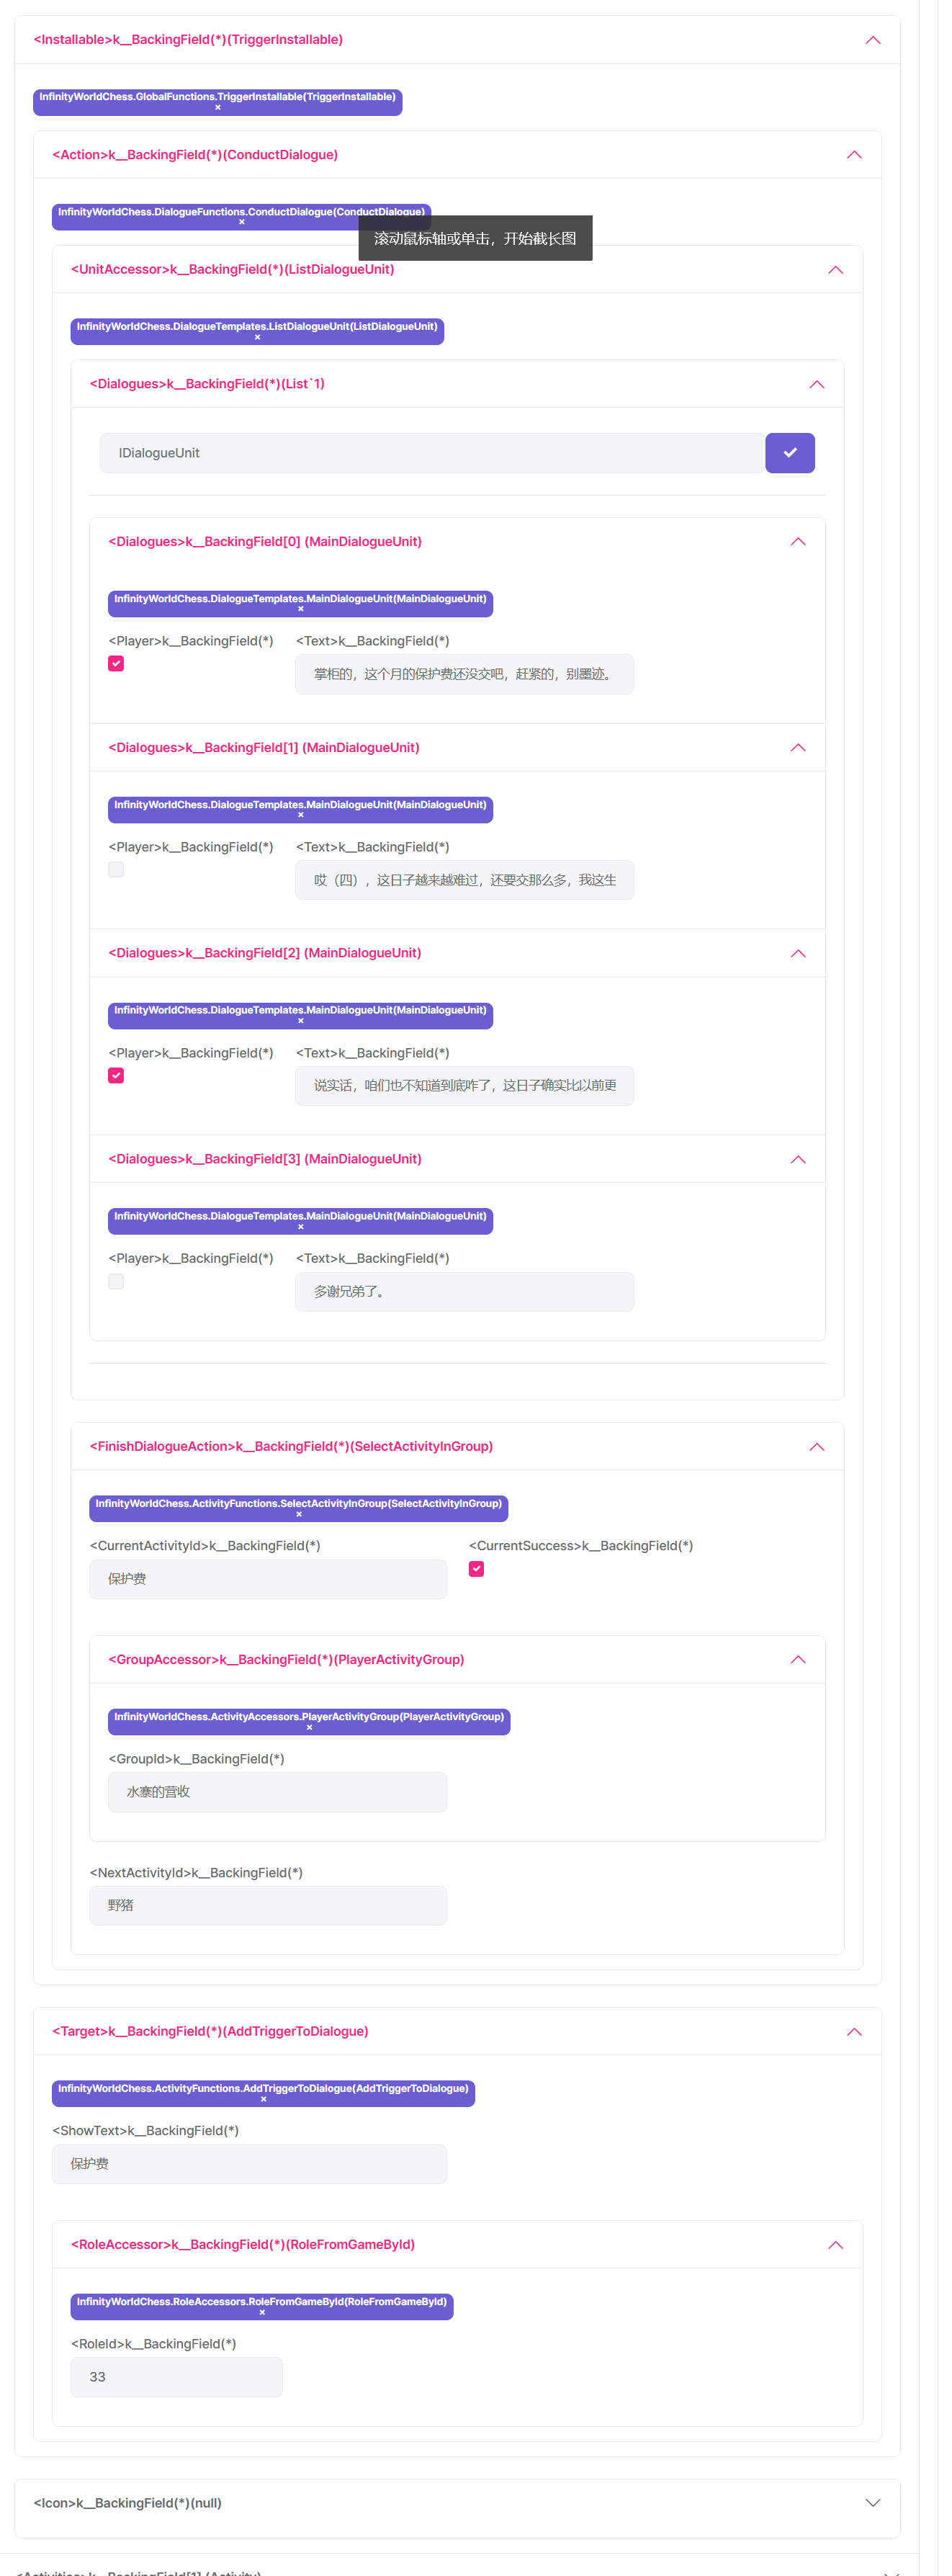 <Installable>k__BackingField(*)(TriggerInstallable)
InfinityWorldChess.GlobalFunctions.TriggerInstallable(TriggerInstallable)
×
<Action>k__BackingField(*)(ConductDialogue)
InfinityWorldChess.DialogueFunctions.ConductDialogue(ConductDialogue)
×
滚动鼠标轴或单击，开始截长图
<UnitAccessor>k__BackingField(*)(ListDialogueUnit)
InfinityWorldChess.DialogueTemplates.ListDialogueUnit(ListDialogueUnit)
×
<Dialogues>k__BackingField(*)(List`1)
IDialogueUnit
<Dialogues>k__BackingField[0] (MainDialogueUnit)
InfinityWorldChess.DialogueTemplates.MainDialogueUnit(MainDialogueUnit)
×
<Player>k__BackingField(*) <Text>k__BackingField(*)
掌柜的，这个月的保护费还没交吧，赶紧的，别墨迹。
<Dialogues>k__BackingField[1] (MainDialogueUnit)
InfinityWorldChess.DialogueTemplates.MainDialogueUnit(MainDialogueUnit)
×
<Player>k__BackingField(*) <Text>k__BackingField(*)
哎（四），这日子越来越难过，还要交那么多，我这生
<Dialogues>k__BackingField[2] (MainDialogueUnit)
InfinityWorldChess.DialogueTemplates.MainDialogueUnit(MainDialogueUnit)
×
<Player>k__BackingField(*) <Text>k__BackingField(*)
说实话，咱们也不知道到底咋了，这日子确实比以前更
<Dialogues>k__BackingField[3] (MainDialogueUnit)
InfinityWorldChess.DialogueTemplates.MainDialogueUnit(MainDialogueUnit)
×
<Player>k__BackingField(*) <Text>k__BackingField(*)
多谢兄弟了。
<FinishDialogueAction>k__BackingField(*)(SelectActivityInGroup)
InfinityWorldChess.ActivityFunctions.SelectActivityInGroup(SelectActivityInGroup)
×
<CurrentActivityId>k__BackingField(*) <CurrentSuccess>k__BackingField(*)
保护费
<GroupAccessor>k__BackingField(*)(PlayerActivityGroup)
InfinityWorldChess.ActivityAccessors.PlayerActivityGroup(PlayerActivityGroup)
×
<GroupId>k__BackingField(*)
水寨的营收
<NextActivityId>k__BackingField(*)
野猪
<Target>k__BackingField(*)(AddTriggerToDialogue)
InfinityWorldChess.ActivityFunctions.AddTriggerToDialogue(AddTriggerToDialogue)
×
<ShowText>k__BackingField(*)
保护费
<RoleAccessor>k__BackingField(*)(RoleFromGameById)
InfinityWorldChess.RoleAccessors.RoleFromGameById(RoleFromGameById)
×
<RoleId>k__BackingField(*)
33
<Icon>k__BackingField(*)(null)
<Activities>k__BackingField[1] (Activity)